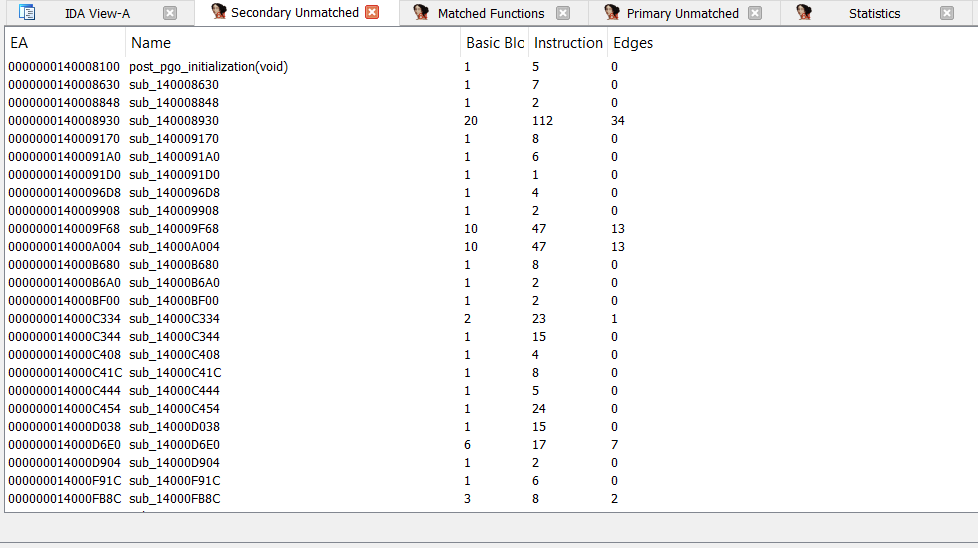 IDA View-A Secondary Unmatched Matched Functions Primary Unmatched Statistics
EA Name Basic Blc Instruction Edges
0000000140008100 post_pgo_initialization(void) 1 5 0
0000000140008630 sub_140008630 1 7 0
0000000140008848 sub_140008848 1 2 0
0000000140008930 sub_140008930 20 112 34
0000000140009170 sub_140009170 1 8 0
00000001400091A0 sub_1400091A0 1 6 0
00000001400091D0 sub_1400091D0 1 1 0
00000001400096D8 sub_1400096D8 1 4 0
0000000140009908 sub_140009908 1 2 0
0000000140009F68 sub_140009F68 10 47 13
000000014000A004 sub_14000A004 10 47 13
000000014000B680 sub_14000B680 1 8 0
000000014000B6A0 sub_14000B6A0 1 2 0
000000014000BF00 sub_14000BF00 1 2 0
000000014000C334 sub_14000C334 2 23 1
000000014000C344 sub_14000C344 1 15 0
000000014000C408 sub_14000C408 1 4 0
000000014000C41C sub_14000C41C 1 8 0
000000014000C444 sub_14000C444 1 5 0
000000014000C454 sub_14000C454 1 24 0
000000014000D038 sub_14000D038 1 15 0
000000014000D6E0 sub_14000D6E0 6 17 7
000000014000D904 sub_14000D904 1 2 0
000000014000F91C sub_14000F91C 1 6 0
000000014000FB8C sub_14000FB8C 3 8 2